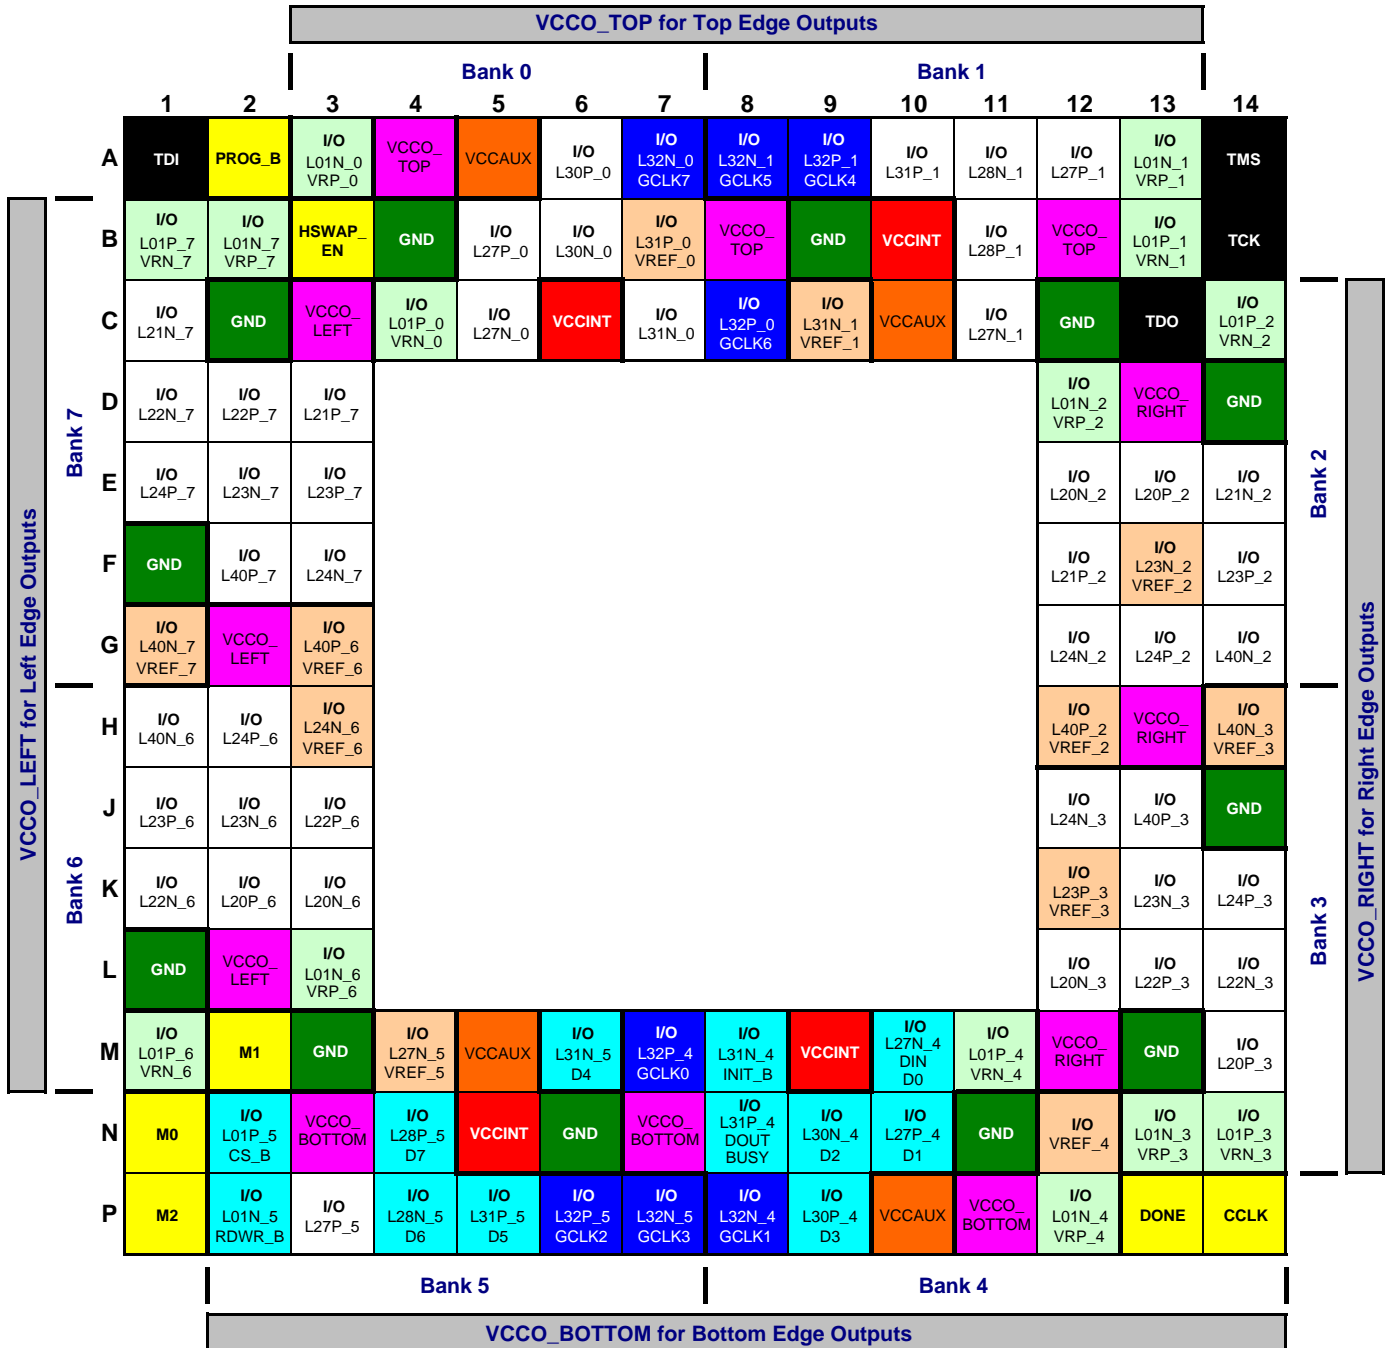 VCCO_TOP for Top Edge Outputs
Bank 0
Bank 1
1 2 3 4 5 6 7 8 9 10 11 12 13 14
A
TDI
PROG_B
I/O
L01N_0
VRP_0
VCCO_
TOP
VCCAUX
I/O
L30P_0
I/O
L32N_0
GCLK7
I/O
L32N_1
GCLK5
I/O
L32P_1
GCLK4
I/O
L31P_1
I/O
L28N_1
I/O
L27P_1
I/O
L01N_1
VRP_1
TMS
B
I/O
L01P_7
VRN_7
I/O
L01N_7
VRP_7
HSWAP_
EN
GND
I/O
L27P_0
I/O
L30N_0
I/O
L31P_0
VREF_0
VCCO_
TOP
GND
VCCINT
I/O
L28P_1
VCCO_
TOP
I/O
L01P_1
VRN_1
TCK
C
I/O
L21N_7
GND
VCCO_
LEFT
I/O
L01P_0
VRN_0
I/O
L27N_0
VCCINT
I/O
L31N_0
I/O
L32P_0
GCLK6
I/O
L31N_1
VREF_1
VCCAUX
I/O
L27N_1
GND
TDO
I/O
L01P_2
VRN_2
D
I/O
L22N_7
I/O
L22P_7
I/O
L21P_7
I/O
L01N_2
VRP_2
VCCO_
RIGHT
GND
E
I/O
L24P_7
I/O
L23N_7
I/O
L23P_7
I/O
L20N_2
I/O
L20P_2
I/O
L21N_2
F
GND
I/O
L40P_7
I/O
L24N_7
I/O
L21P_2
I/O
L23N_2
VREF_2
I/O
L23P_2
G
I/O
L40N_7
VREF_7
VCCO_
LEFT
I/O
L40P_6
VREF_6
I/O
L24N_2
I/O
L24P_2
I/O
L40N_2
H
I/O
L40N_6
I/O
L24P_6
I/O
L24N_6
VREF_6
I/O
L40P_2
VREF_2
VCCO_
RIGHT
I/O
L40N_3
VREF_3
J
I/O
L23P_6
I/O
L23N_6
I/O
L22P_6
I/O
L24N_3
I/O
L40P_3
GND
K
I/O
L22N_6
I/O
L20P_6
I/O
L20N_6
I/O
L23P_3
VREF_3
I/O
L23N_3
I/O
L24P_3
L
GND
VCCO_
LEFT
I/O
L01N_6
VRP_6
I/O
L20N_3
I/O
L22P_3
I/O
L22N_3
M
I/O
L01P_6
VRN_6
M1
GND
I/O
L27N_5
VREF_5
VCCAUX
I/O
L31N_5
D4
I/O
L32P_4
GCLK0
I/O
L31N_4
INIT_B
VCCINT
I/O
L27N_4
DIN
D0
I/O
L01P_4
VRN_4
VCCO_
RIGHT
GND
I/O
L20P_3
N
M0
I/O
L01P_5
CS_B
VCCO_
BOTTOM
I/O
L28P_5
D7
VCCINT
GND
VCCO_
BOTTOM
I/O
L31P_4
DOUT
BUSY
I/O
L30N_4
D2
I/O
L27P_4
D1
GND
I/O
VREF_4
I/O
L01N_3
VRP_3
I/O
L01P_3
VRN_3
P
M2
I/O
L01N_5
RDWR_B
I/O
L27P_5
I/O
L28N_5
D6
I/O
L31P_5
D5
I/O
L32P_5
GCLK2
I/O
L32N_5
GCLK3
I/O
L32N_4
GCLK1
I/O
L30P_4
D3
VCCAUX
VCCO_
BOTTOM
I/O
L01N_4
VRP_4
DONE
CCLK
VCCO_LEFT for Left Edge Outputs
Bank 7
Bank 6
Bank 2
Bank 3
VCCO_RIGHT for Right Edge Outputs
Bank 5
Bank 4
VCCO_BOTTOM for Bottom Edge Outputs